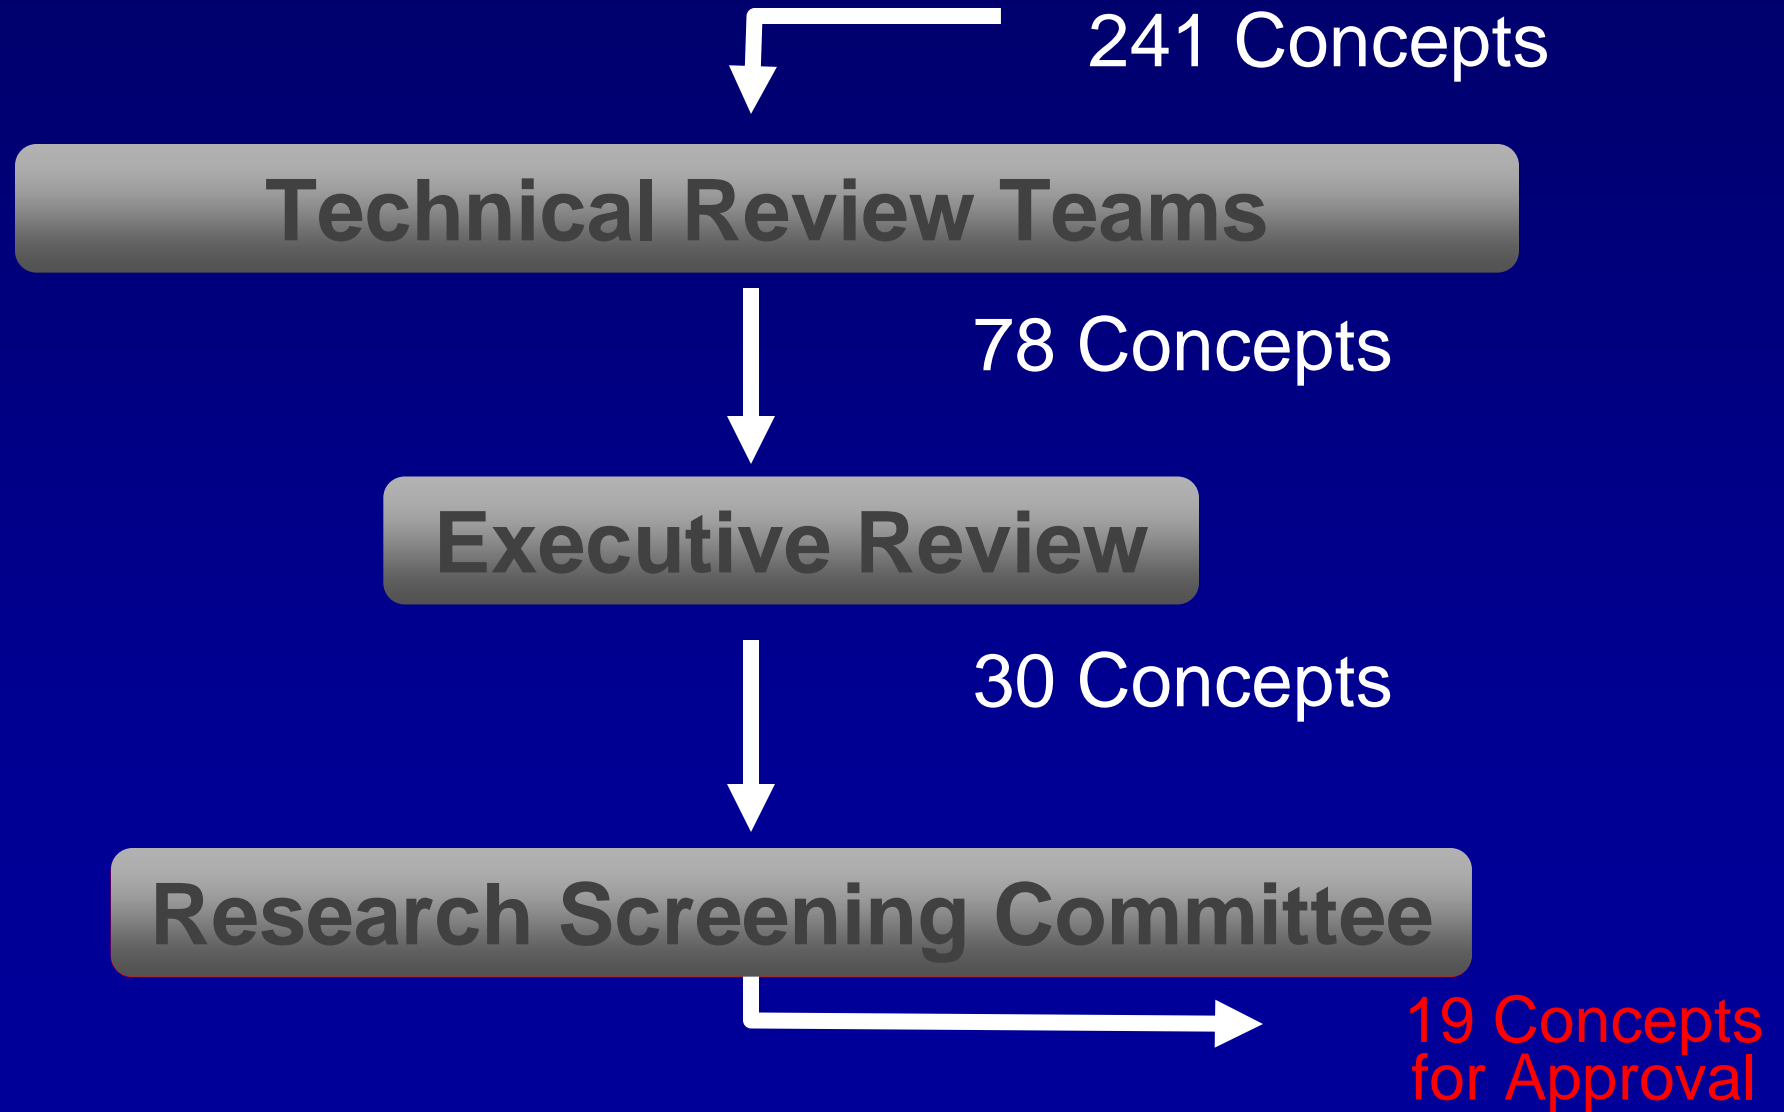 241 Concepts
Technical Review Teams
78 Concepts
Executive Review
30 Concepts
Research Screening Committee
19 Concepts
for Approval